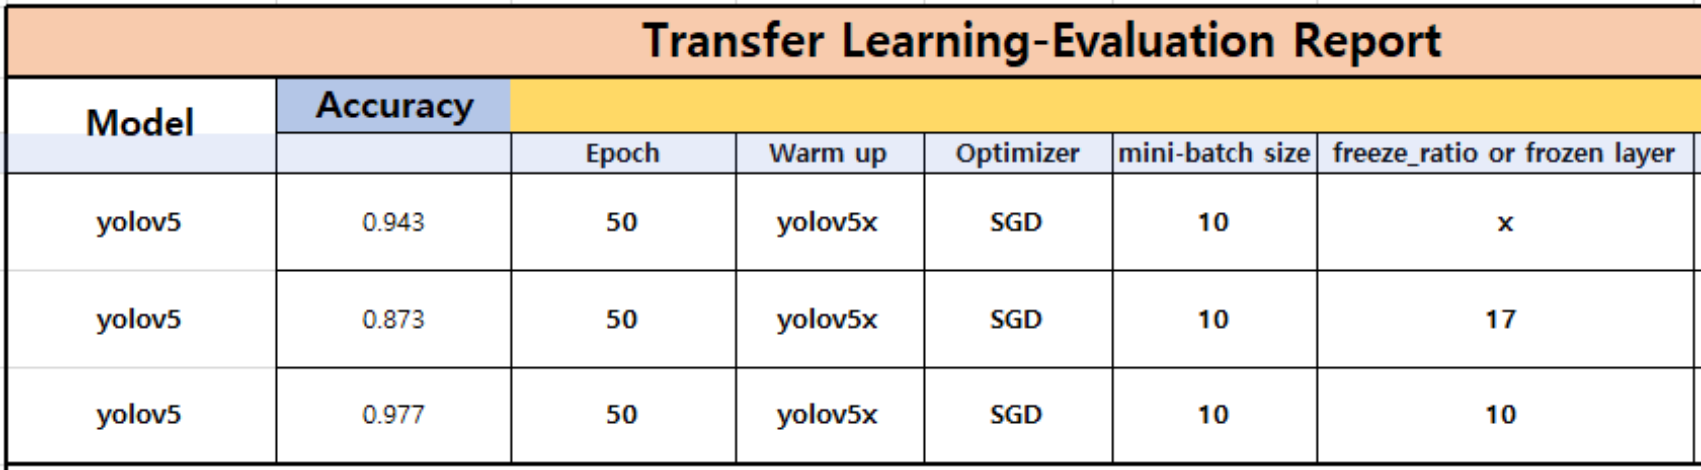 Transfer Learning-Evaluation Report
Model Accuracy
Epoch Warm up Optimizer mini-batch size freeze_ratio or frozen layer
yolov5 0.943 50 yolov5x SGD 10 x
yolov5 0.873 50 yolov5x SGD 10 17
yolov5 0.977 50 yolov5x SGD 10 10